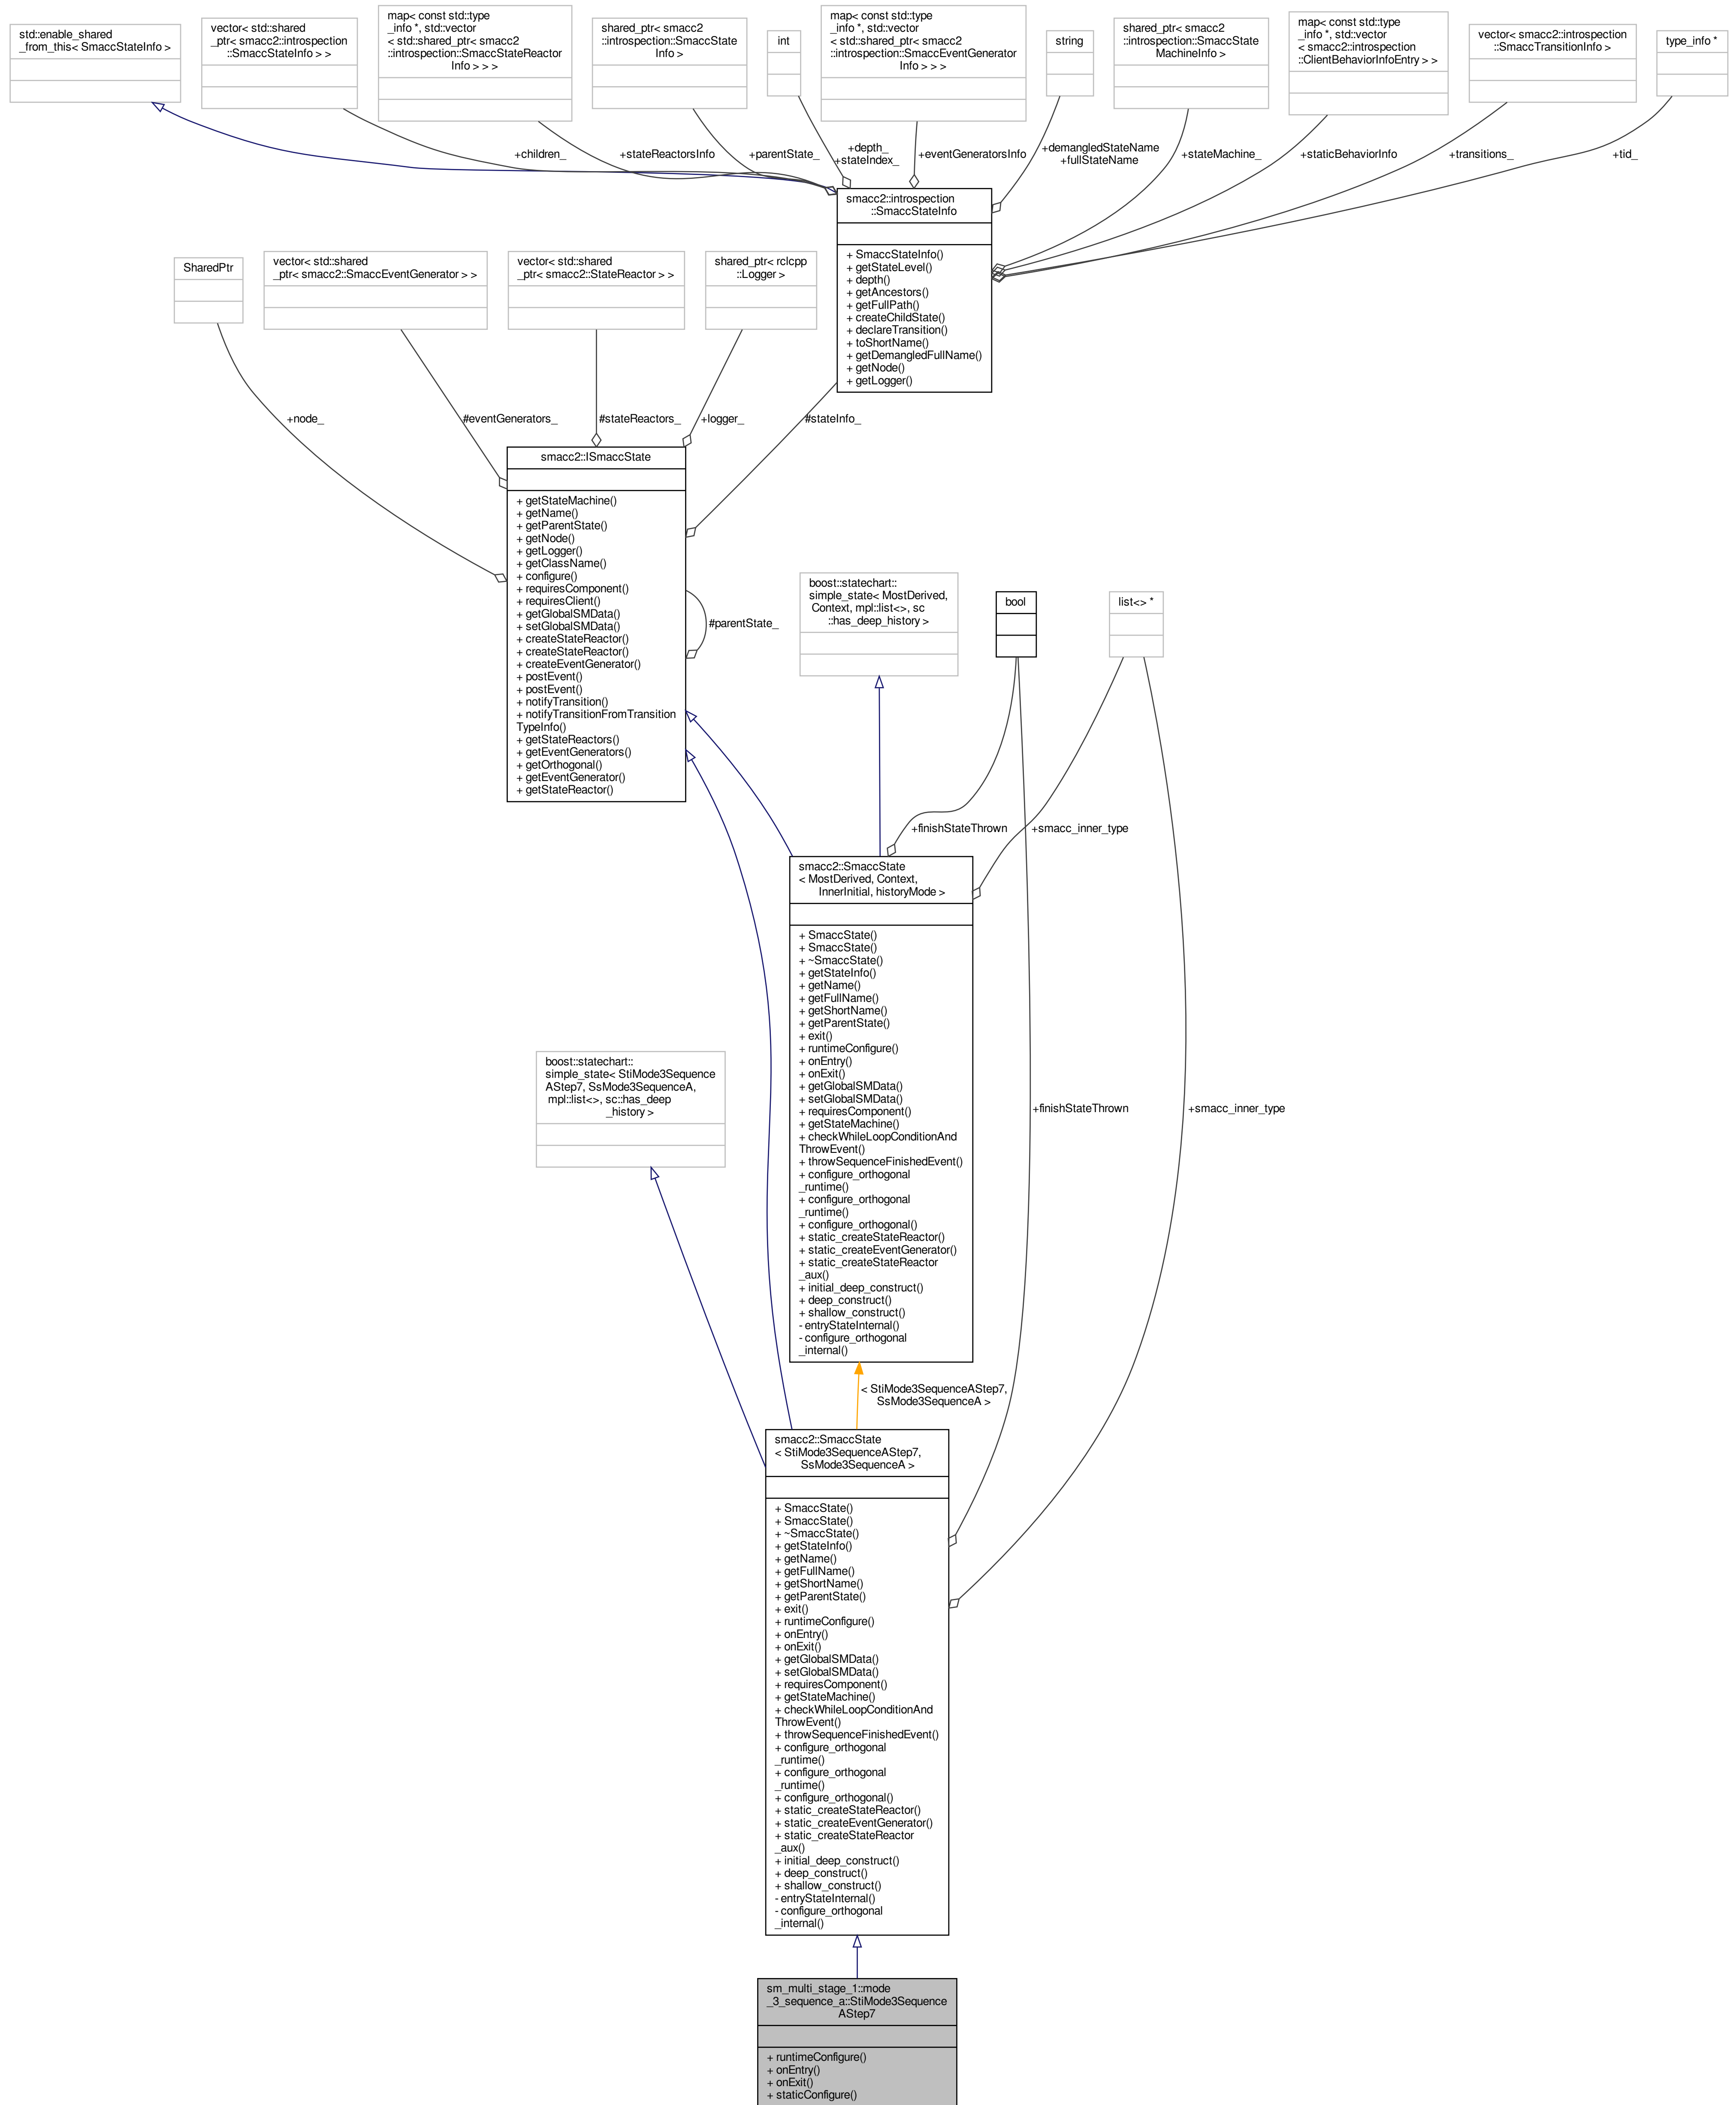 std::enable_shared
_from_this< SmaccStateInfo >
vector< std::shared
_ptr< smacc2::introspection
::SmaccStateInfo > >
map< const std::type
_info *, std::vector
< std::shared_ptr< smacc2
::introspection::SmaccStateReactor
Info > > >
shared_ptr< smacc2
::introspection::SmaccState
Info >
int
map< const std::type
_info *, std::vector
< std::shared_ptr< smacc2
::introspection::SmaccEventGenerator
Info > > >
string
shared_ptr< smacc2
::introspection::SmaccState
MachineInfo >
map< const std::type
_info *, std::vector
< smacc2::introspection
::ClientBehaviorInfoEntry > >
vector< smacc2::introspection
::SmaccTransitionInfo >
type_info *
+children_
+stateReactorsInfo
+parentState_
+depth_
+stateIndex_
+eventGeneratorsInfo
+demangledStateName
+fullStateName
+stateMachine_
+staticBehaviorInfo
+transitions_
+tid_
smacc2::introspection
::SmaccStateInfo
+ SmaccStateInfo()
+ getStateLevel()
+ depth()
+ getAncestors()
+ getFullPath()
+ createChildState()
+ declareTransition()
+ toShortName()
+ getDemangledFullName()
+ getNode()
+ getLogger()
SharedPtr
vector< std::shared
_ptr< smacc2::SmaccEventGenerator > >
vector< std::shared
_ptr< smacc2::StateReactor > >
shared_ptr< rclcpp
::Logger >
+node_
#eventGenerators_
#stateReactors_
+logger_
#stateInfo_
smacc2::ISmaccState
+ getStateMachine()
+ getName()
+ getParentState()
+ getNode()
+ getLogger()
+ getClassName()
+ configure()
+ requiresComponent()
+ requiresClient()
+ getGlobalSMData()
+ setGlobalSMData()
+ createStateReactor()
+ createStateReactor()
+ createEventGenerator()
+ postEvent()
+ postEvent()
+ notifyTransition()
+ notifyTransitionFromTransition
TypeInfo()
+ getStateReactors()
+ getEventGenerators()
+ getOrthogonal()
+ getEventGenerator()
+ getStateReactor()
#parentState_
boost::statechart::
simple_state< MostDerived,
Context, mpl::list<>, sc
::has_deep_history >
bool
list<> *
+finishStateThrown
+smacc_inner_type
smacc2::SmaccState
< MostDerived, Context,
InnerInitial, historyMode >
+ SmaccState()
+ SmaccState()
+ ~SmaccState()
+ getStateInfo()
+ getName()
+ getFullName()
+ getShortName()
+ getParentState()
+ exit()
+ runtimeConfigure()
+ onEntry()
+ onExit()
+ getGlobalSMData()
+ setGlobalSMData()
+ requiresComponent()
+ getStateMachine()
+ checkWhileLoopConditionAnd
ThrowEvent()
+ throwSequenceFinishedEvent()
+ configure_orthogonal
_runtime()
+ configure_orthogonal
_runtime()
+ configure_orthogonal()
+ static_createStateReactor()
+ static_createEventGenerator()
+ static_createStateReactor
_aux()
+ initial_deep_construct()
+ deep_construct()
+ shallow_construct()
- entryStateInternal()
- configure_orthogonal
_internal()
boost::statechart::
simple_state< StiMode3Sequence
AStep7, SsMode3SequenceA,
mpl::list<>, sc::has_deep
_history >
+finishStateThrown
+smacc_inner_type
< StiMode3SequenceAStep7,
SsMode3SequenceA >
smacc2::SmaccState
< StiMode3SequenceAStep7,
SsMode3SequenceA >
+ SmaccState()
+ SmaccState()
+ ~SmaccState()
+ getStateInfo()
+ getName()
+ getFullName()
+ getShortName()
+ getParentState()
+ exit()
+ runtimeConfigure()
+ onEntry()
+ onExit()
+ getGlobalSMData()
+ setGlobalSMData()
+ requiresComponent()
+ getStateMachine()
+ checkWhileLoopConditionAnd
ThrowEvent()
+ throwSequenceFinishedEvent()
+ configure_orthogonal
_runtime()
+ configure_orthogonal
_runtime()
+ configure_orthogonal()
+ static_createStateReactor()
+ static_createEventGenerator()
+ static_createStateReactor
_aux()
+ initial_deep_construct()
+ deep_construct()
+ shallow_construct()
- entryStateInternal()
- configure_orthogonal
_internal()
sm_multi_stage_1::mode
_3_sequence_a::StiMode3Sequence
AStep7
+ runtimeConfigure()
+ onEntry()
+ onExit()
+ staticConfigure()